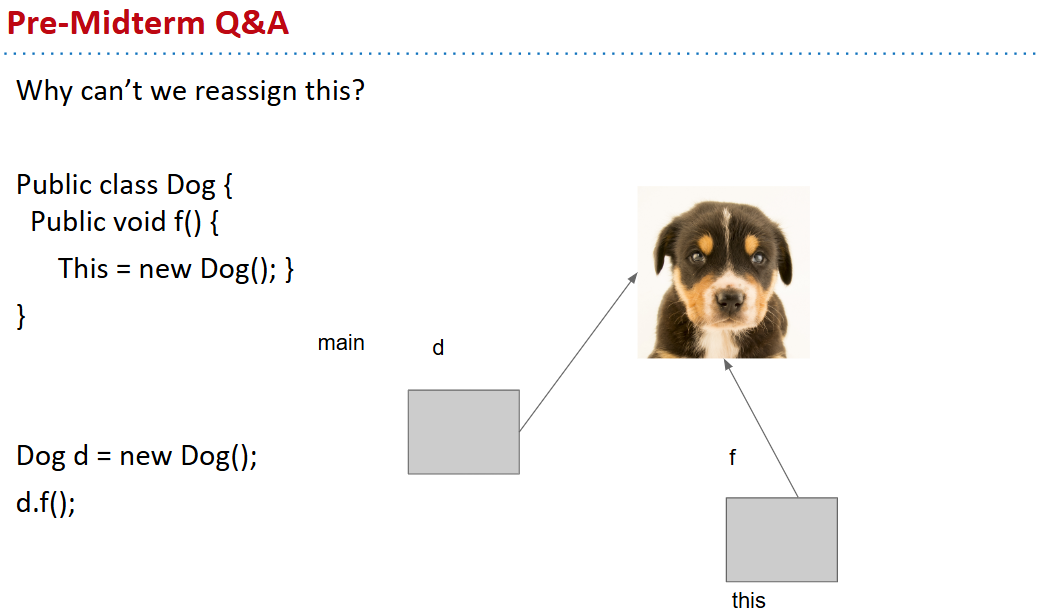 Pre-Midterm Q&A
Why can’t we reassign this?
Public class Dog {
Public void f() {
This = new Dog(); }
}
main
d
Dog d = new Dog();
d.f();
f
this